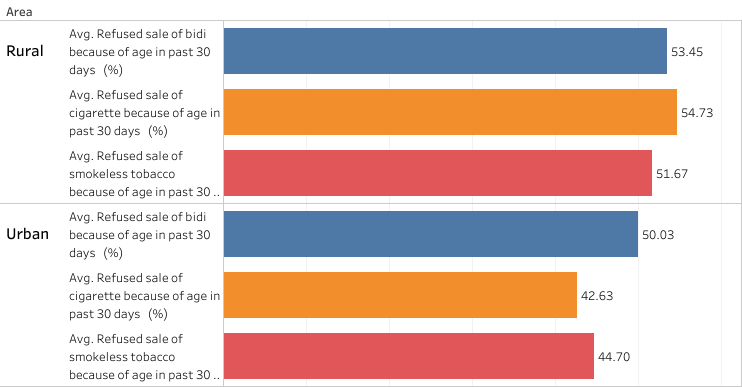 Area
Rural
Avg. Refused sale of bidi
because of age in past 30
days (%)
53.45
Avg. Refused sale of
cigarette because of age in
past 30 days (%)
54.73
Avg. Refused sale of
smokeless tobacco
because of age in past 30 ..
51.67
Urban
Avg. Refused sale of bidi
because of age in past 30
days (%)
50.03
Avg. Refused sale of
cigarette because of age in
past 30 days (%)
42.63
Avg. Refused sale of
smokeless tobacco
because of age in past 30 ..
44.70